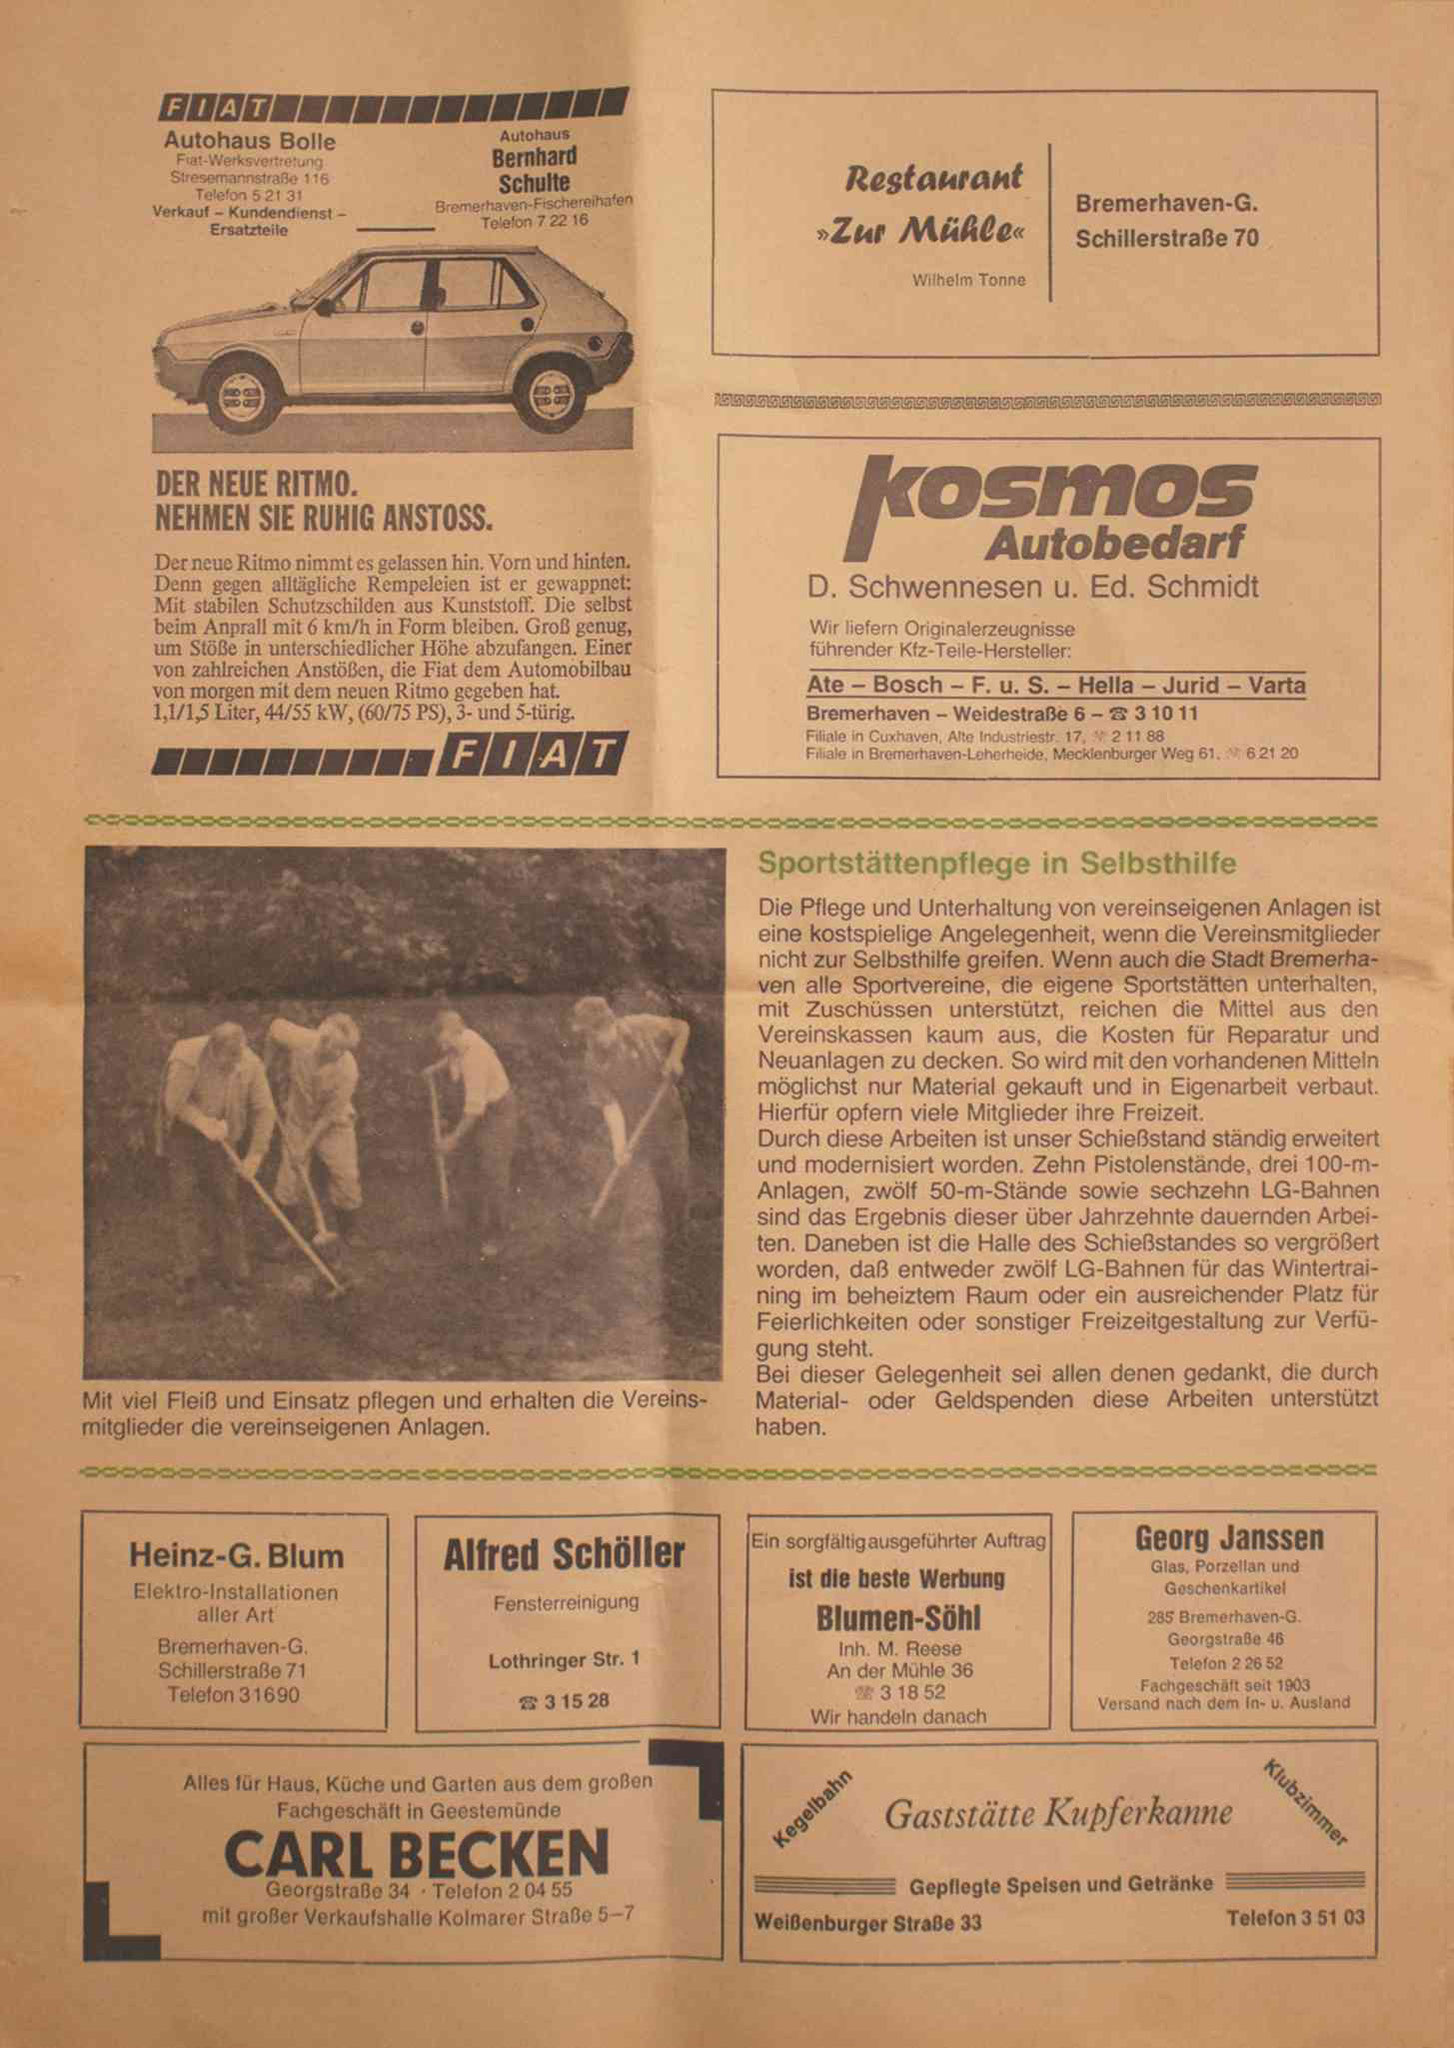 FIAT
Autohaus Bolle
Fiat-Werksvertretung
Stresemannstraße 116
Telefon 5 21 31
Verkauf – Kundendienst –
Ersatzteile
Autohaus
Bernhard
Schulte
Bremerhaven-Fischereihafen
Telefon 7 22 16
DER NEUE RITMO.
NEHMEN SIE RUHIG ANSTOSS.
Der neue Ritmo nimmt es gelassen hin. Vorn und hinten.
Denn gegen alltägliche Rempeleien ist er gewappnet:
Mit stabilen Schutzschilden aus Kunststoff. Die selbst
beim Anprall mit 6 km/h in Form bleiben. Groß genug,
um Stöße in unterschiedlicher Höhe abzufangen. Einer
von zahlreichen Anstößen, die Fiat dem Automobilbau
von morgen mit dem neuen Ritmo gegeben hat.
1,1/1,5 Liter, 44/55 kW, (60/75 PS), 3- und 5-türig.
FIAT
Restaurant
»Zur Mühle«
Wilhelm Tonne
Bremerhaven-G.
Schillerstraße 70
kosmos
Autobedarf
D. Schwennesen u. Ed. Schmidt
Wir liefern Originalerzeugnisse
führender Kfz-Teile-Hersteller:
Ate – Bosch – F. u. S. – Hella – Jurid – Varta
Bremerhaven – Weidestraße 6 – ☎ 3 10 11
Filiale in Cuxhaven, Alte Industriestr. 17, ☏ 2 11 88
Filiale in Bremerhaven-Leherheide, Mecklenburger Weg 61, ☏ 6 21 20
Sportstättenpflege in Selbsthilfe
Die Pflege und Unterhaltung von vereinseigenen Anlagen ist
eine kostspielige Angelegenheit, wenn die Vereinsmitglieder
nicht zur Selbsthilfe greifen. Wenn auch die Stadt Bremerha-
ven alle Sportvereine, die eigene Sportstätten unterhalten,
mit Zuschüssen unterstützt, reichen die Mittel aus den
Vereinskassen kaum aus, die Kosten für Reparatur und
Neuanlagen zu decken. So wird mit den vorhandenen Mitteln
möglichst nur Material gekauft und in Eigenarbeit verbaut.
Hierfür opfern viele Mitglieder ihre Freizeit.
Durch diese Arbeiten ist unser Schießstand ständig erweitert
und modernisiert worden. Zehn Pistolenstände, drei 100-m-
Anlagen, zwölf 50-m-Stände sowie sechzehn LG-Bahnen
sind das Ergebnis dieser über Jahrzehnte dauernden Arbei-
ten. Daneben ist die Halle des Schießstandes so vergrößert
worden, daß entweder zwölf LG-Bahnen für das Wintertrai-
ning im beheiztem Raum oder ein ausreichender Platz für
Feierlichkeiten oder sonstiger Freizeitgestaltung zur Verfü-
gung steht.
Bei dieser Gelegenheit sei allen denen gedankt, die durch
Material- oder Geldspenden diese Arbeiten unterstützt
haben.
Mit viel Fleiß und Einsatz pflegen und erhalten die Vereins-
mitglieder die vereinseigenen Anlagen.
Heinz-G. Blum
Elektro-Installationen
aller Art
Bremerhaven-G.
Schillerstraße 71
Telefon 31690
Alfred Schöller
Fensterreinigung
Lothringer Str. 1
☎ 3 15 28
Ein sorgfältig ausgeführter Auftrag
ist die beste Werbung
Blumen-Söhl
Inh. M. Reese
An der Mühle 36
☎ 3 18 52
Wir handeln danach
Georg Janssen
Glas, Porzellan und
Geschenkartikel
285 Bremerhaven-G.
Georgstraße 46
Telefon 2 26 52
Fachgeschäft seit 1903
Versand nach dem In- u. Ausland
Alles für Haus, Küche und Garten aus dem großen
Fachgeschäft in Geestemünde
CARL BECKEN
Georgstraße 34 · Telefon 2 04 55
mit großer Verkaufshalle Kolmarer Straße 5–7
Kegelbahn
Gaststätte Kupferkanne
Klubzimmer
Gepflegte Speisen und Getränke
Weißenburger Straße 33
Telefon 3 51 03